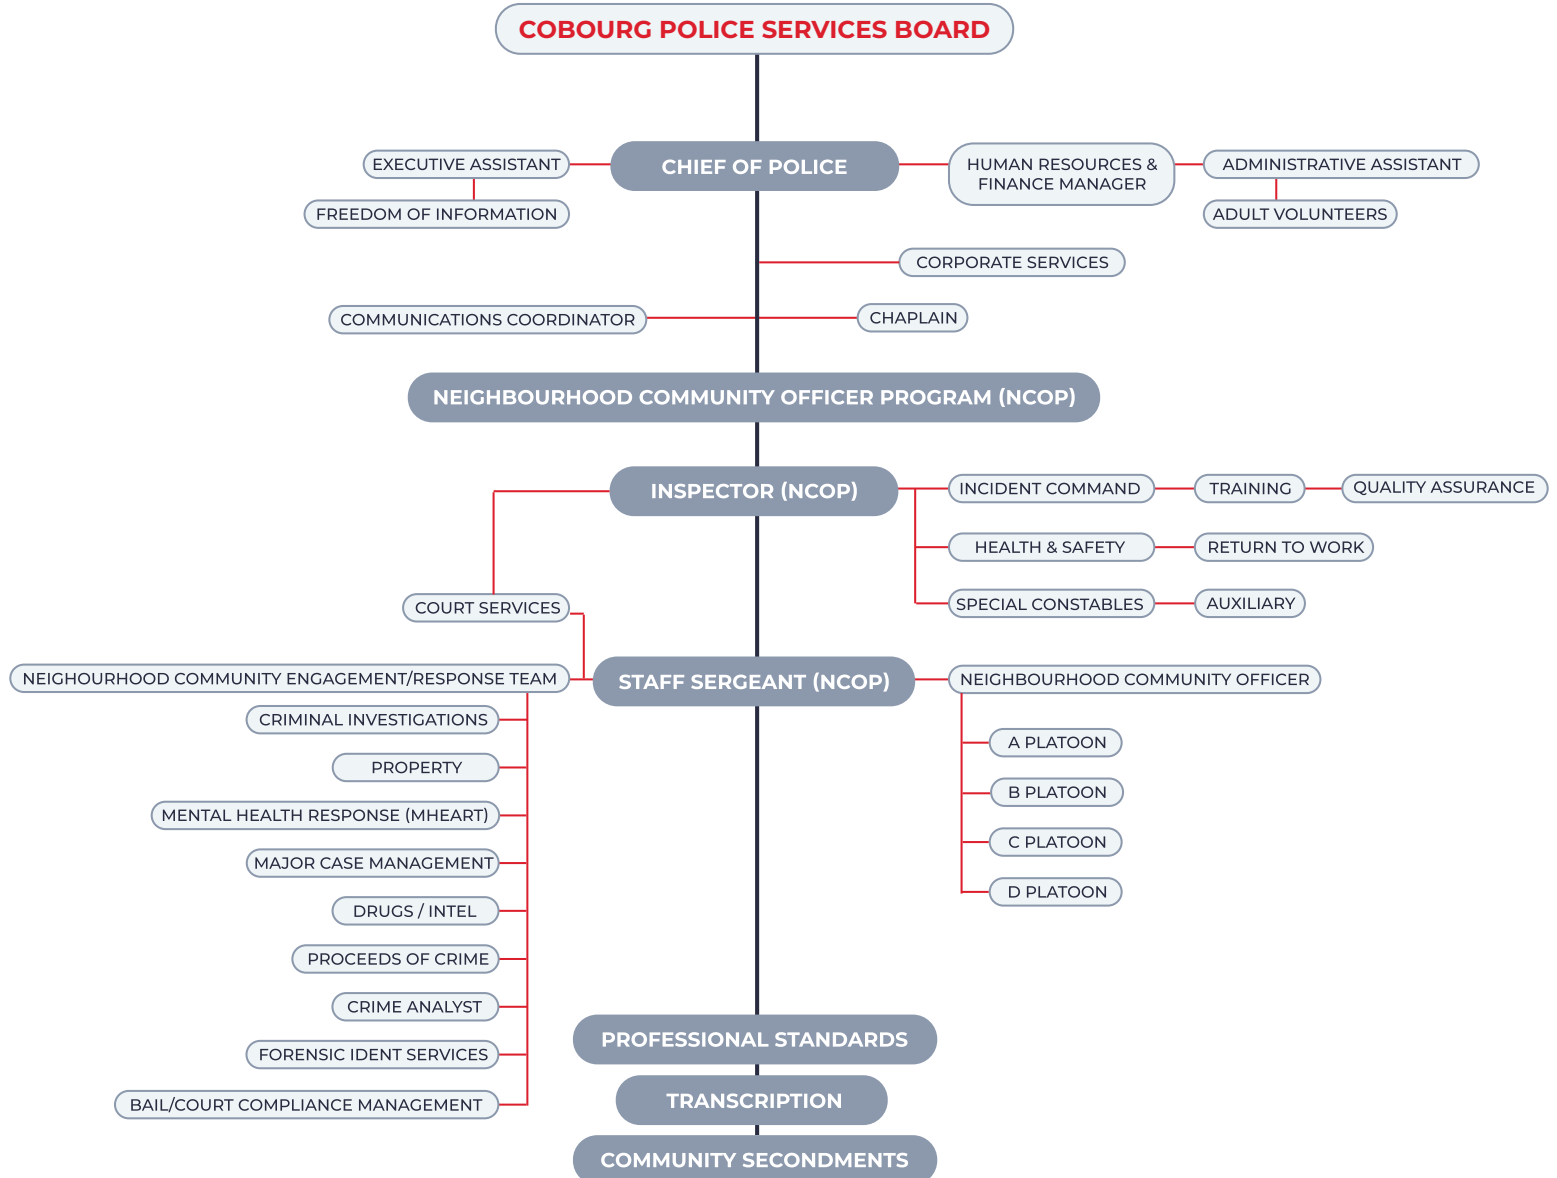 COBOURG POLICE SERVICES BOARD
EXECUTIVE ASSISTANT
CHIEF OF POLICE
HUMAN RESOURCES &
FINANCE MANAGER
ADMINISTRATIVE ASSISTANT
FREEDOM OF INFORMATION
ADULT VOLUNTEERS
CORPORATE SERVICES
COMMUNICATIONS COORDINATOR
CHAPLAIN
NEIGHBOURHOOD COMMUNITY OFFICER PROGRAM (NCOP)
INSPECTOR (NCOP)
INCIDENT COMMAND
TRAINING
QUALITY ASSURANCE
HEALTH & SAFETY
RETURN TO WORK
COURT SERVICES
SPECIAL CONSTABLES
AUXILIARY
NEIGHOURHOOD COMMUNITY ENGAGEMENT/RESPONSE TEAM
STAFF SERGEANT (NCOP)
NEIGHBOURHOOD COMMUNITY OFFICER
CRIMINAL INVESTIGATIONS
PROPERTY
MENTAL HEALTH RESPONSE (MHEART)
MAJOR CASE MANAGEMENT
DRUGS / INTEL
PROCEEDS OF CRIME
CRIME ANALYST
FORENSIC IDENT SERVICES
BAIL/COURT COMPLIANCE MANAGEMENT
A PLATOON
B PLATOON
C PLATOON
D PLATOON
PROFESSIONAL STANDARDS
TRANSCRIPTION
COMMUNITY SECONDMENTS